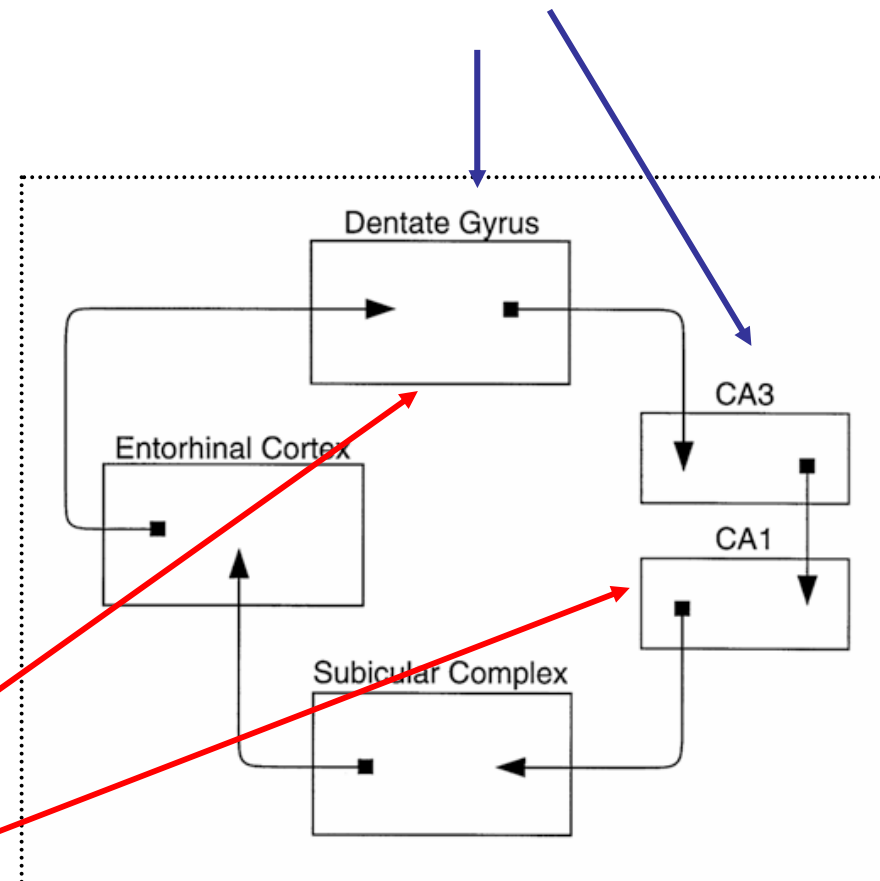 Dentate Gyrus
CA3
Entorhinal Cortex
CA1
Subicular Complex